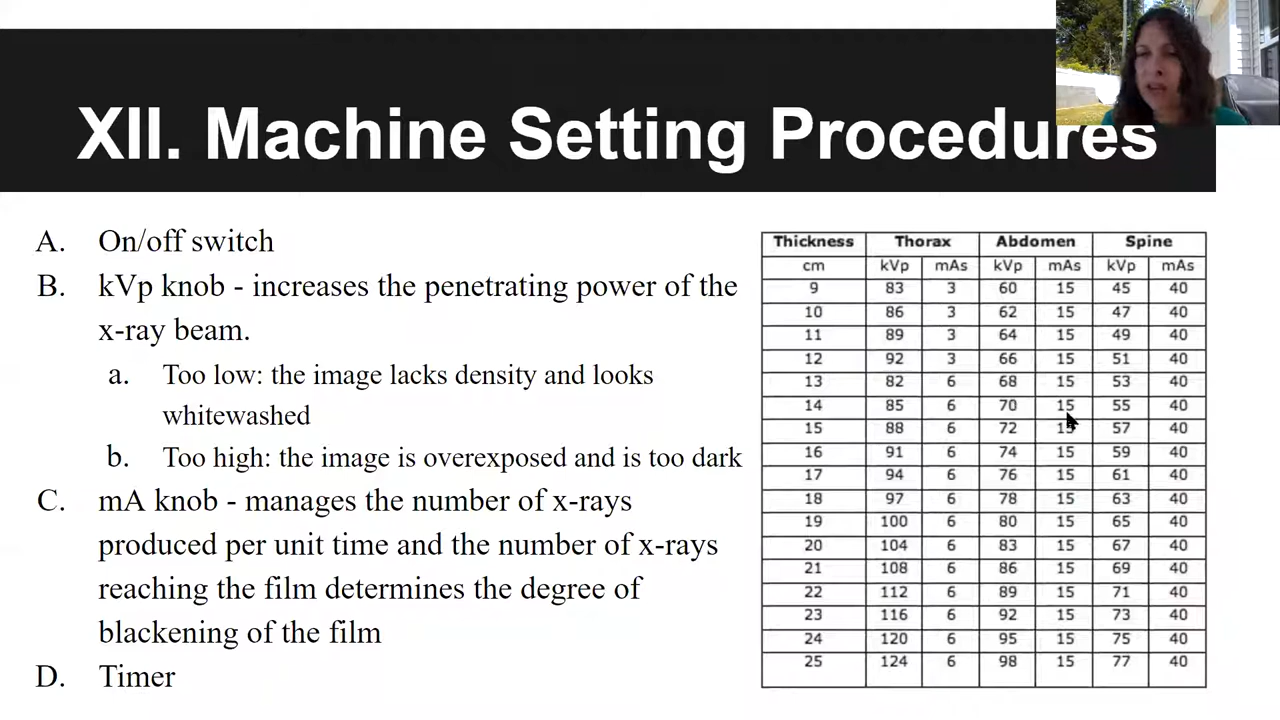 XII. Machine Setting Procedures
A. On/off switch
B. kVp knob - increases the penetrating power of the
x-ray beam.
a. Too low: the image lacks density and looks
whitewashed
b. Too high: the image is overexposed and is too dark
C. mA knob - manages the number of x-rays
produced per unit time and the number of x-rays
reaching the film determines the degree of
blackening of the film
D. Timer
Thickness Thorax Abdomen Spine
cm kVp mAs kVp mAs kVp mAs
9 83 3 60 15 45 40
10 86 3 62 15 47 40
11 89 3 64 15 49 40
12 92 3 66 15 51 40
13 82 6 68 15 53 40
14 85 6 70 15 55 40
15 88 6 72 15 57 40
16 91 6 74 15 59 40
17 94 6 76 15 61 40
18 97 6 78 15 63 40
19 100 6 80 15 65 40
20 104 6 83 15 67 40
21 108 6 86 15 69 40
22 112 6 89 15 71 40
23 116 6 92 15 73 40
24 120 6 95 15 75 40
25 124 6 98 15 77 40